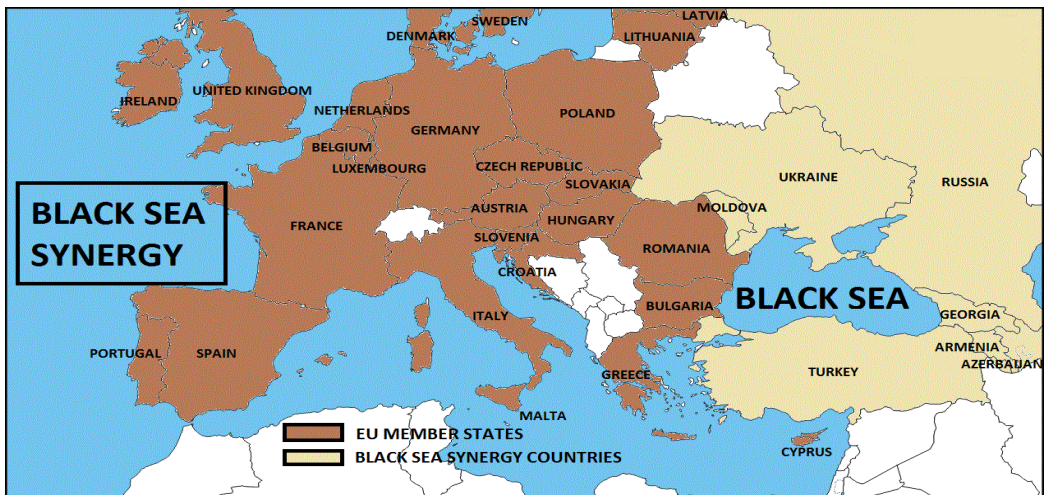 LATVIA
SWEDEN
DENMARK
LITHUANIA
UNITED KINGDOM
IRELAND
NETHERLANDS
POLAND
GERMANY
BELGIUM
LUXEMBOURG
CZECH REPUBLIC
UKRAINE
RUSSIA
SLOVAKIA
BLACK SEA
SYNERGY
AUSTRIA
MOLDOVA
HUNGARY
FRANCE
SLOVENIA
ROMANIA
CROATIA
BLACK SEA
BULGARIA
ITALY
GEORGIA
ARMENIA
PORTUGAL
SPAIN
AZERBAIJAN
GREECE
TURKEY
MALTA
EU MEMBER STATES
CYPRUS
BLACK SEA SYNERGY COUNTRIES